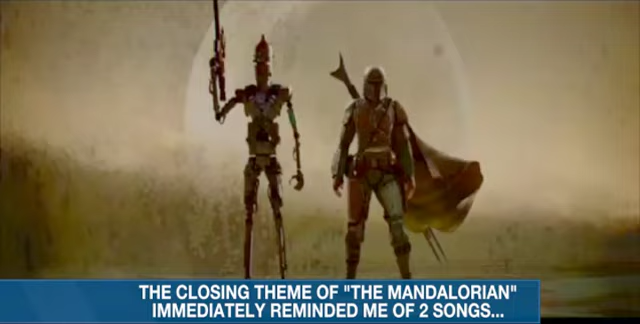 THE CLOSING THEME OF "THE MANDALORIAN"
IMMEDIATELY REMINDED ME OF 2 SONGS...